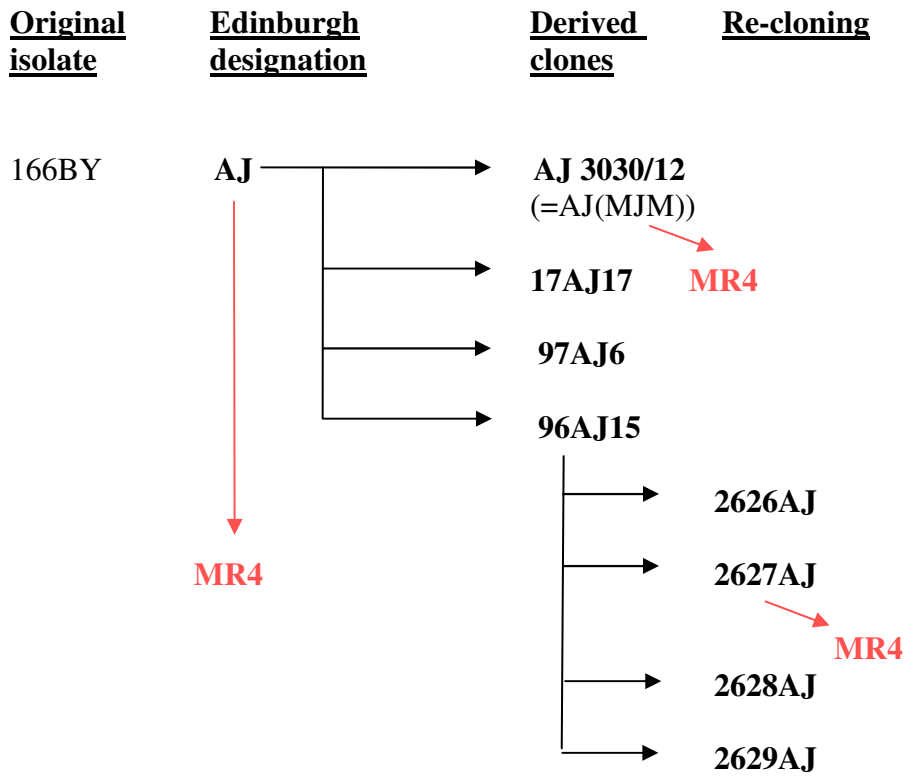 Original Edinburgh Derived Re-cloning
isolate designation clones
166BY AJ AJ 3030/12
(=AJ(MJM))
17AJ17 MR4
97AJ6
96AJ15
2626AJ
MR4 2627AJ
MR4
2628AJ
2629AJ